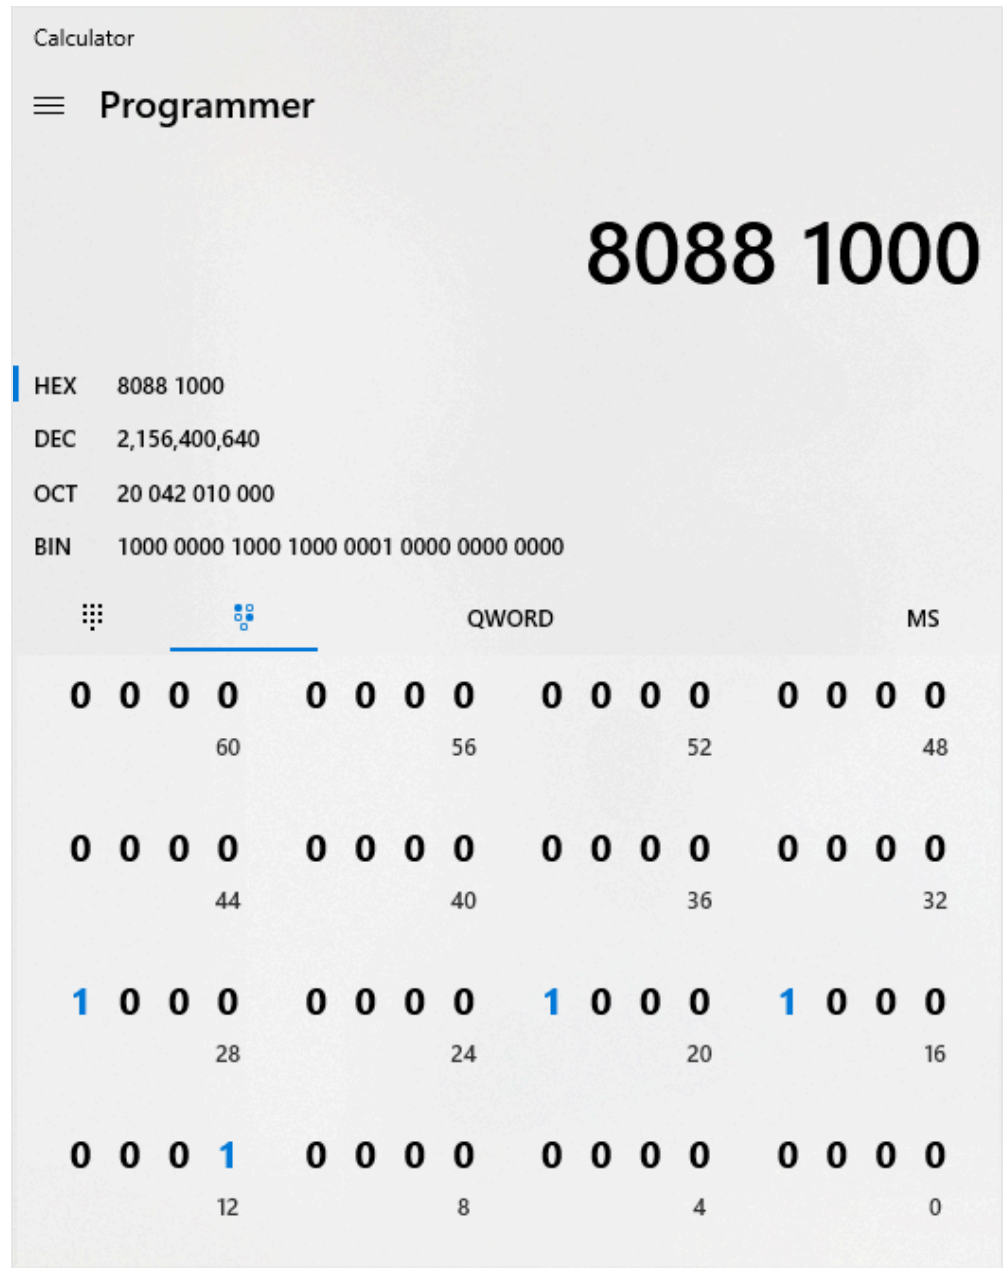 Calculator
Programmer
8088 1000
HEX 8088 1000
DEC 2,156,400,640
OCT 20 042 010 000
BIN 1000 0000 1000 1000 0001 0000 0000 0000
QWORD MS
0 0 0 0 0 0 0 0 0 0 0 0 0 0 0 0
60 56 52 48
0 0 0 0 0 0 0 0 0 0 0 0 0 0 0 0
44 40 36 32
1 0 0 0 0 0 0 0 1 0 0 0 1 0 0 0
28 24 20 16
0 0 0 1 0 0 0 0 0 0 0 0 0 0 0 0
12 8 4 0